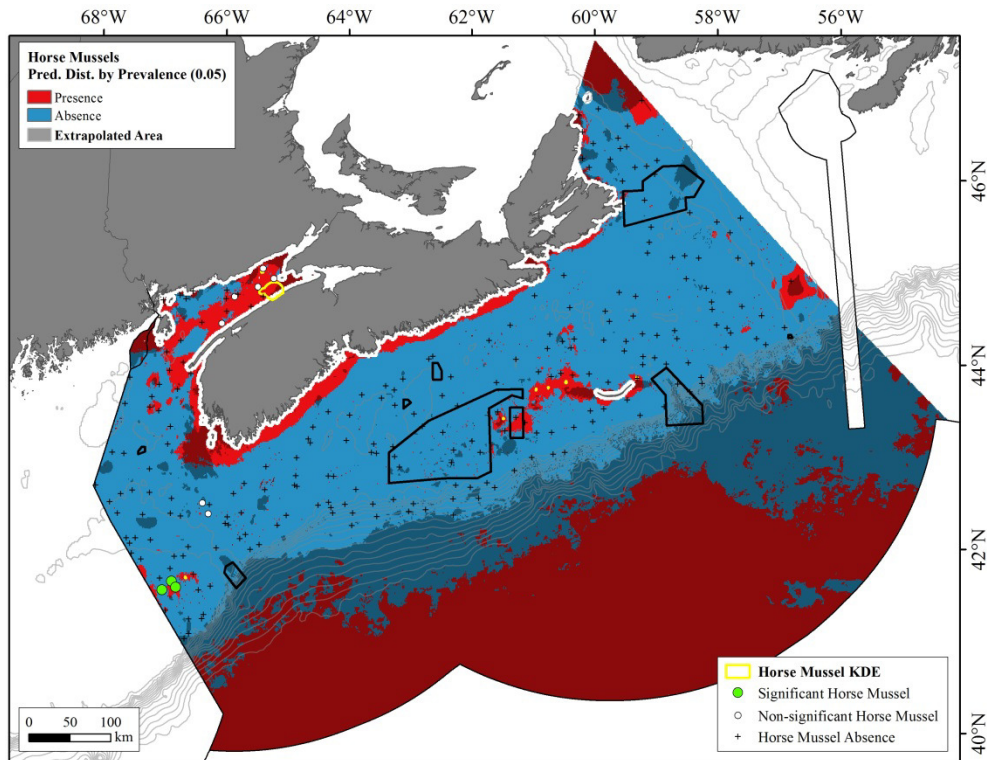 68°W 66°W 64°W 62°W 60°W 58°W 56°W
Horse Mussels
Pred. Dist. by Prevalence (0.05)
Presence
Absence
Extrapolated Area
46°N
44°N
42°N
40°N
Horse Mussel KDE
Significant Horse Mussel
Non-significant Horse Mussel
Horse Mussel Absence
0 50 100
km